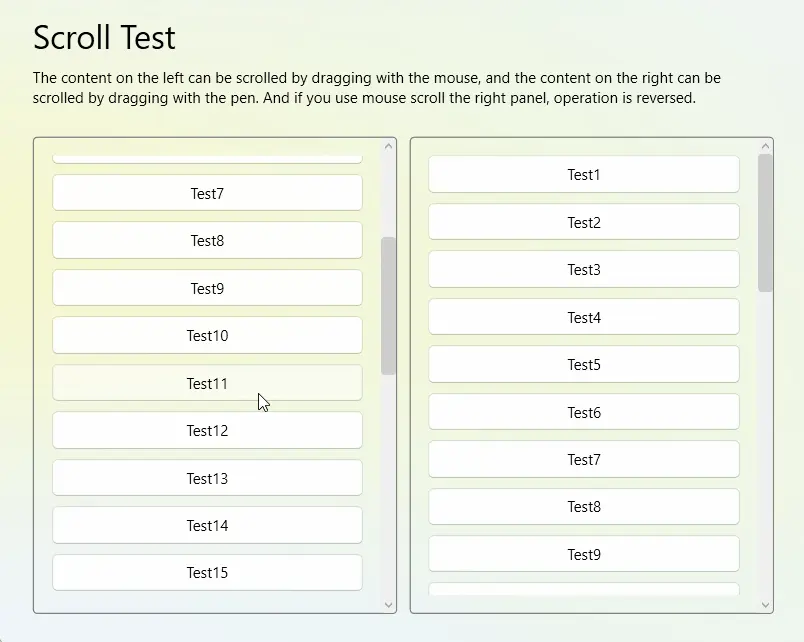 Scroll Test
The content on the left can be scrolled by dragging with the mouse, and the content on the right can be
scrolled by dragging with the pen. And if you use mouse scroll the right panel, operation is reversed.
Test7
Test8
Test9
Test10
Test11
Test12
Test13
Test14
Test15
Test1
Test2
Test3
Test4
Test5
Test6
Test7
Test8
Test9